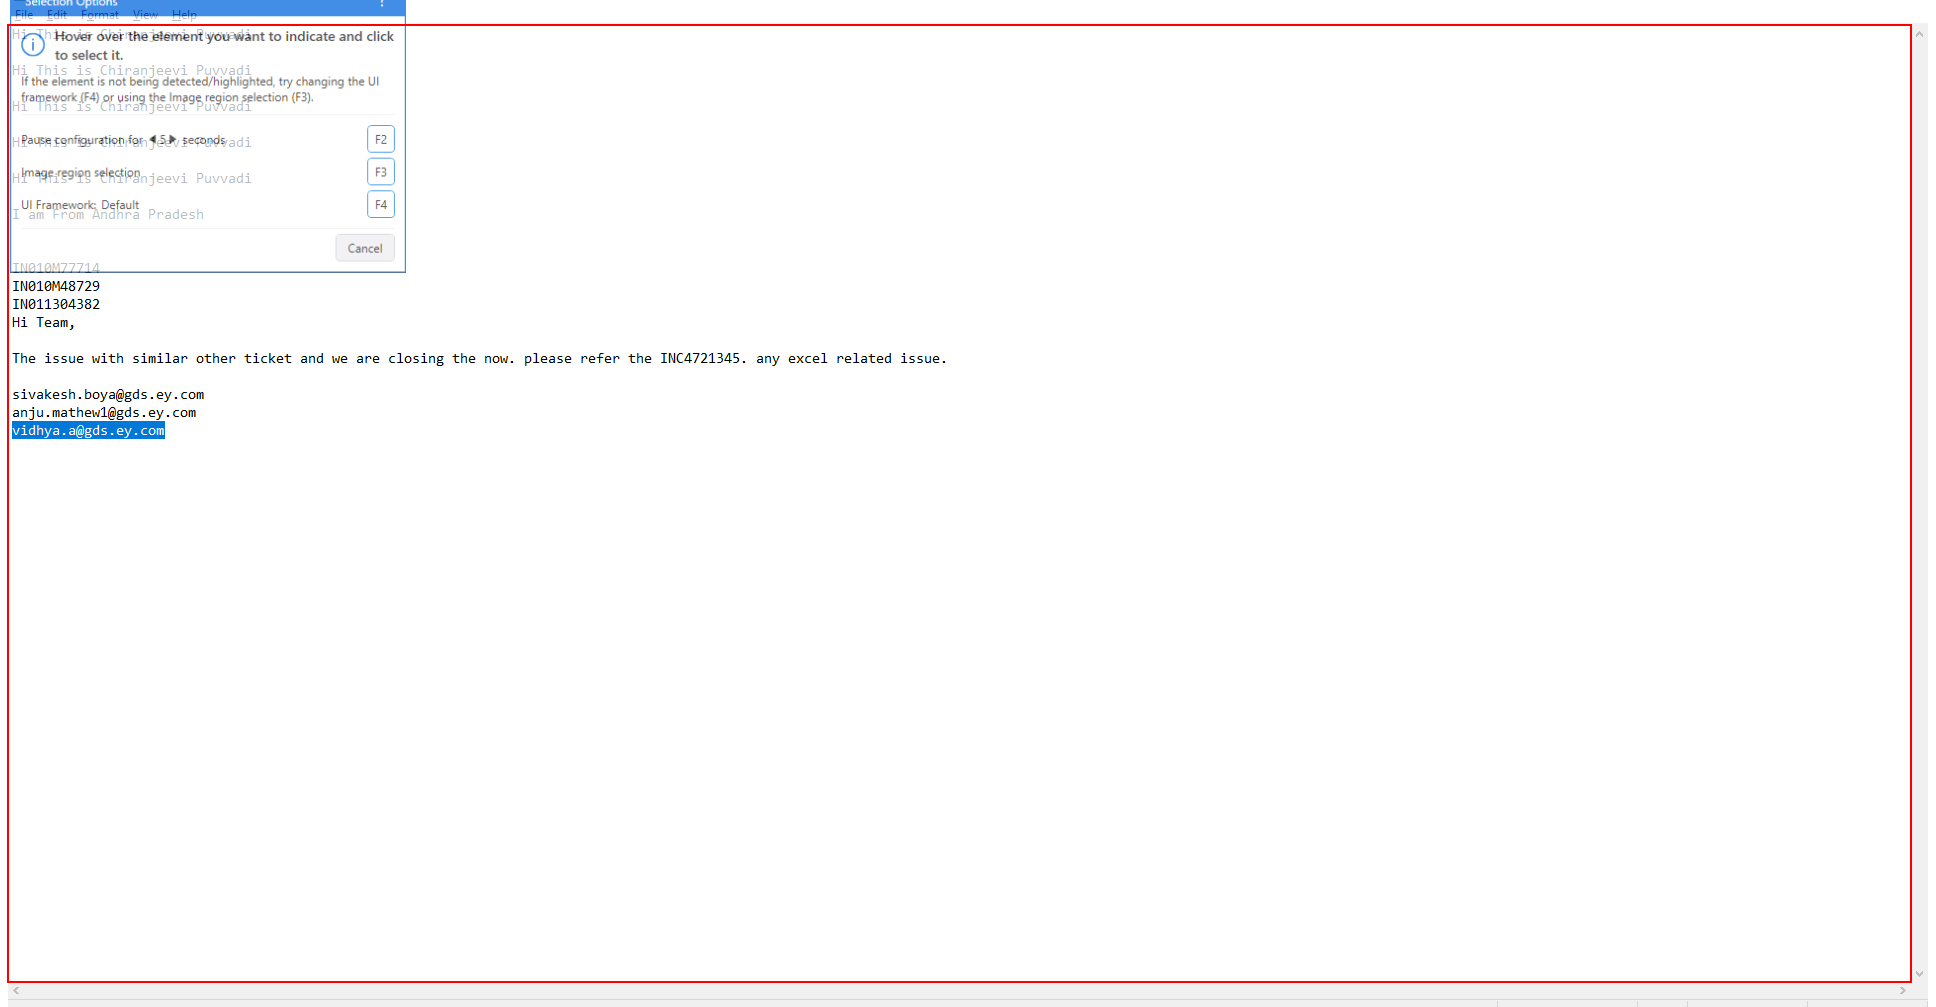 Selection Options ?
File Edit Format View Help
Hi This is Chiranjeevi Puvvadi
Hover over the element you want to indicate and click
to select it.
Hi This is Chiranjeevi Puvvadi
If the element is not being detected/highlighted, try changing the UI
framework (F4) or using the Image region selection (F3).
Hi This is Chiranjeevi Puvvadi
Pause configuration for 5 seconds F2
Hi This is Chiranjeevi Puvvadi
Image region selection F3
Hi This is Chiranjeevi Puvvadi
UI Framework: Default F4
I am From Andhra Pradesh
Cancel
IN010M77714
IN010M48729
IN011304382
Hi Team,
The issue with similar other ticket and we are closing the now. please refer the INC4721345. any excel related issue.
sivakesh.boya@gds.ey.com
anju.mathew1@gds.ey.com
vidhya.a@gds.ey.com